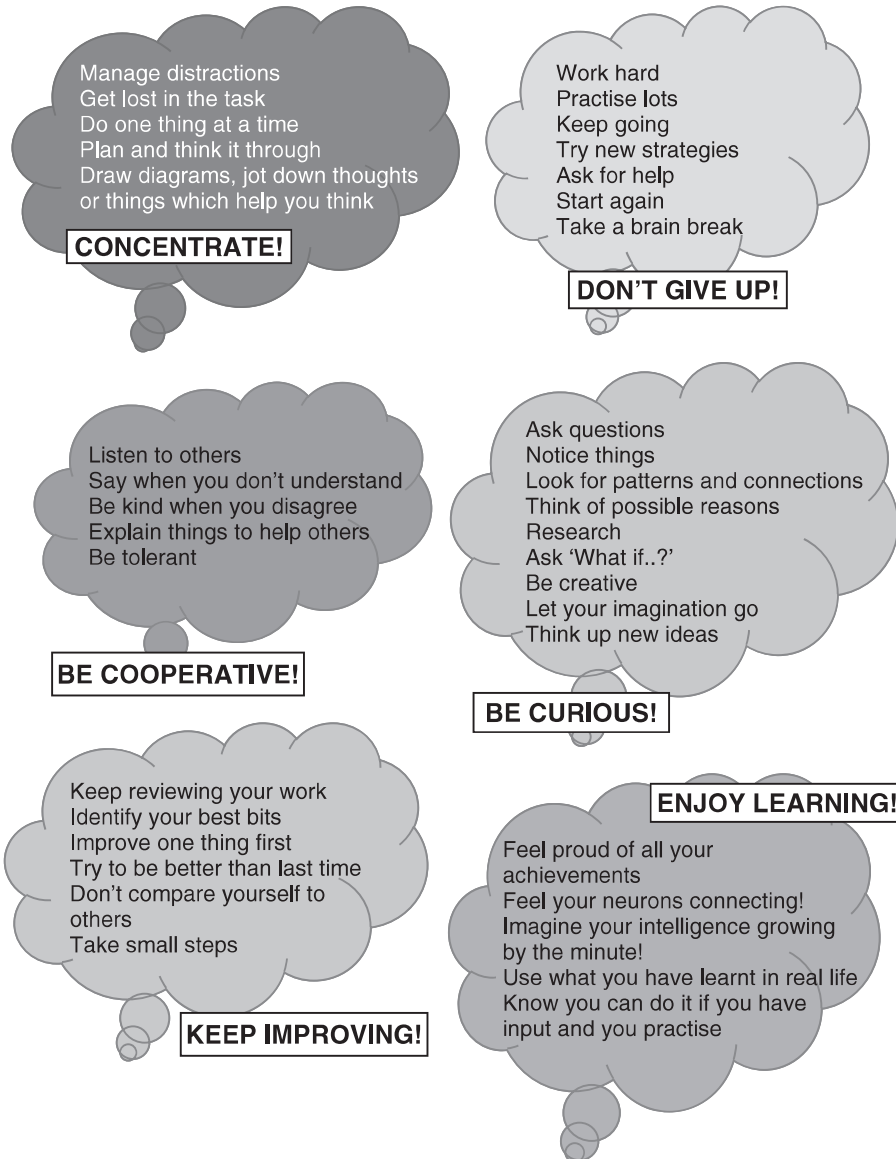 Manage distractions
Get lost in the task
Do one thing at a time
Plan and think it through
Draw diagrams, jot down thoughts
or things which help you think
CONCENTRATE!
Work hard
Practise lots
Keep going
Try new strategies
Ask for help
Start again
Take a brain break
DON'T GIVE UP!
Listen to others
Say when you don't understand
Be kind when you disagree
Explain things to help others
Be tolerant
BE COOPERATIVE!
Ask questions
Notice things
Look for patterns and connections
Think of possible reasons
Research
Ask 'What if..?'
Be creative
Let your imagination go
Think up new ideas
BE CURIOUS!
Keep reviewing your work
Identify your best bits
Improve one thing first
Try to be better than last time
Don't compare yourself to
others
Take small steps
KEEP IMPROVING!
ENJOY LEARNING!
Feel proud of all your
achievements
Feel your neurons connecting!
Imagine your intelligence growing
by the minute!
Use what you have learnt in real life
Know you can do it if you have
input and you practise